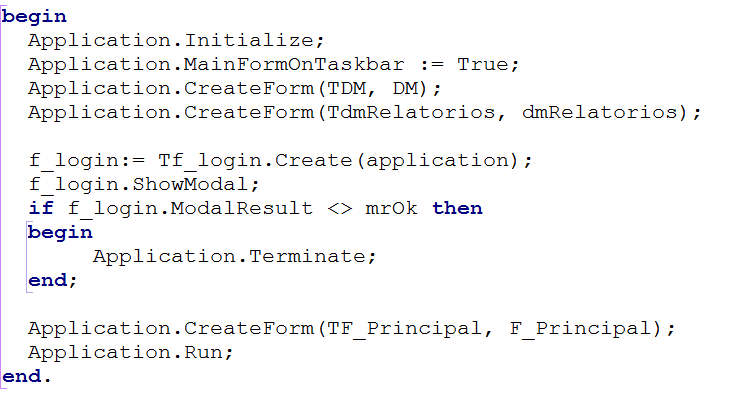 begin
  Application.Initialize;
  Application.MainFormOnTaskbar := True;
  Application.CreateForm(TDM, DM);
  Application.CreateForm(TdmRelatorios, dmRelatorios);

  f_login:= Tf_login.Create(application);
  f_login.ShowModal;
  if f_login.ModalResult <> mrOk then
  begin
       Application.Terminate;
  end;

  Application.CreateForm(TF_Principal, F_Principal);
  Application.Run;
end.